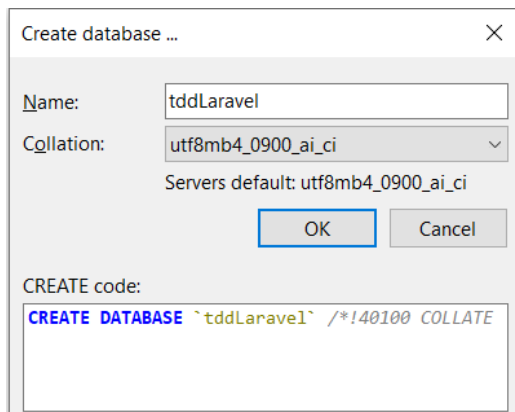 Create database ...
Name: tddLaravel
Collation: utf8mb4_0900_ai_ci
Servers default: utf8mb4_0900_ai_ci
OK Cancel
CREATE code:
CREATE DATABASE `tddLaravel` /*!40100 COLLATE